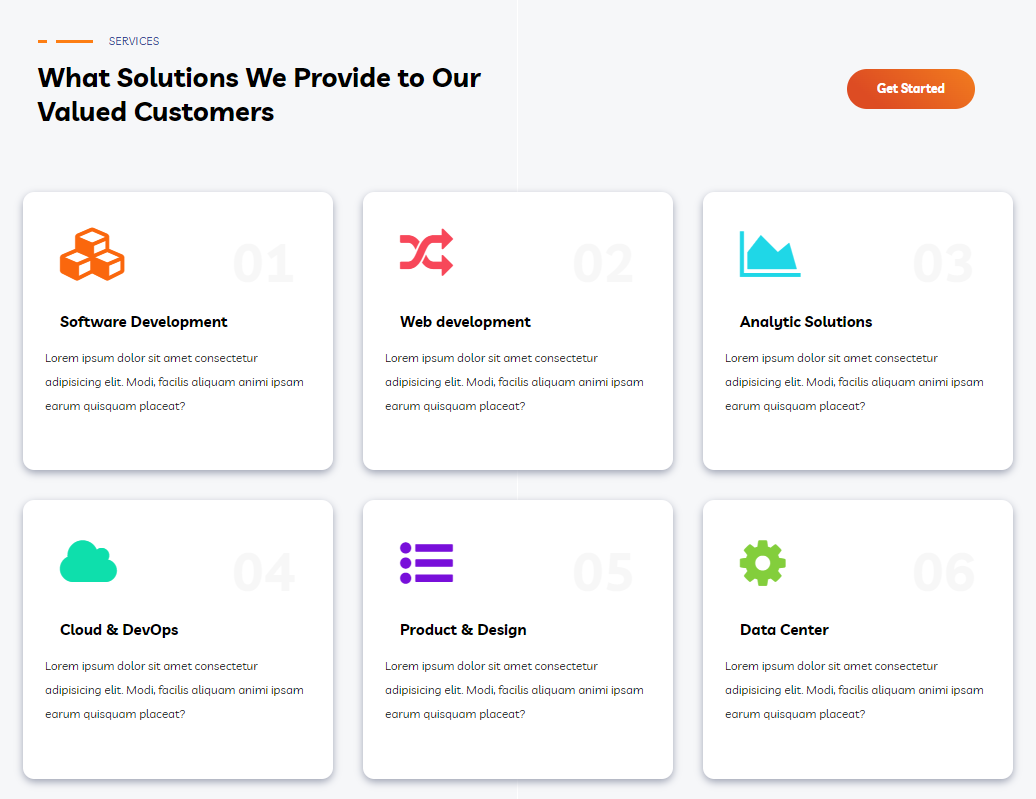 SERVICES
What Solutions We Provide to Our
Valued Customers
Get Started
01
Software Development
Lorem ipsum dolor sit amet consectetur
adipisicing elit. Modi, facilis aliquam animi ipsam
earum quisquam placeat?
02
Web development
Lorem ipsum dolor sit amet consectetur
adipisicing elit. Modi, facilis aliquam animi ipsam
earum quisquam placeat?
03
Analytic Solutions
Lorem ipsum dolor sit amet consectetur
adipisicing elit. Modi, facilis aliquam animi ipsam
earum quisquam placeat?
04
Cloud & DevOps
Lorem ipsum dolor sit amet consectetur
adipisicing elit. Modi, facilis aliquam animi ipsam
earum quisquam placeat?
05
Product & Design
Lorem ipsum dolor sit amet consectetur
adipisicing elit. Modi, facilis aliquam animi ipsam
earum quisquam placeat?
06
Data Center
Lorem ipsum dolor sit amet consectetur
adipisicing elit. Modi, facilis aliquam animi ipsam
earum quisquam placeat?